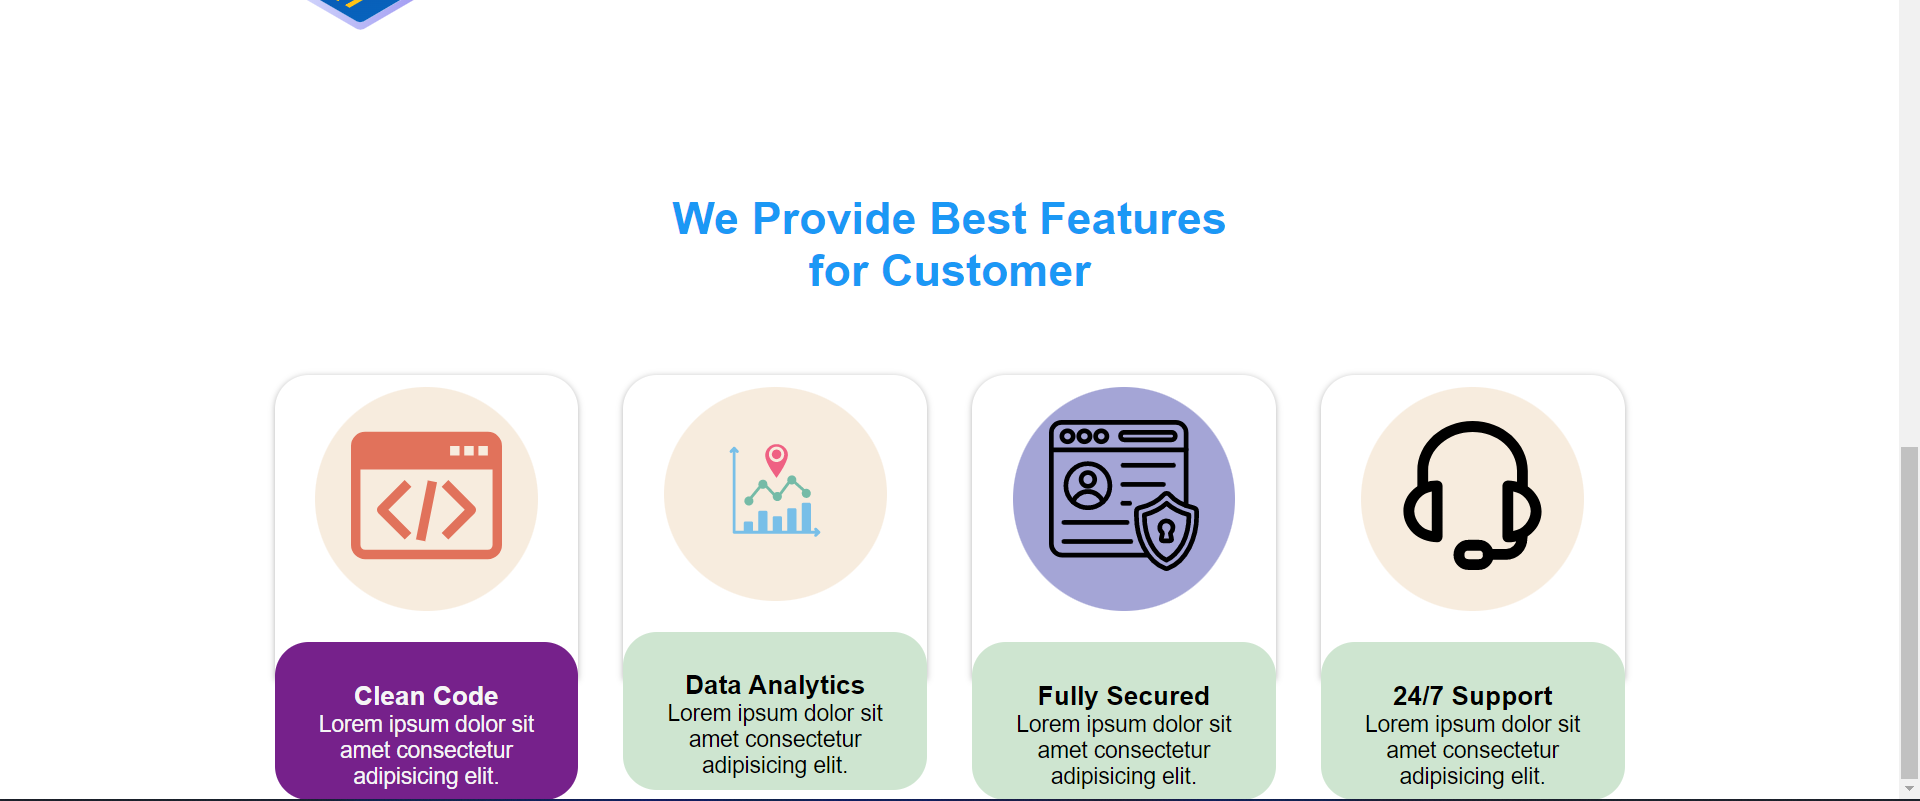 We Provide Best Features
for Customer
Clean Code
Lorem ipsum dolor sit
amet consectetur
adipisicing elit.
Data Analytics
Lorem ipsum dolor sit
amet consectetur
adipisicing elit.
Fully Secured
Lorem ipsum dolor sit
amet consectetur
adipisicing elit.
24/7 Support
Lorem ipsum dolor sit
amet consectetur
adipisicing elit.